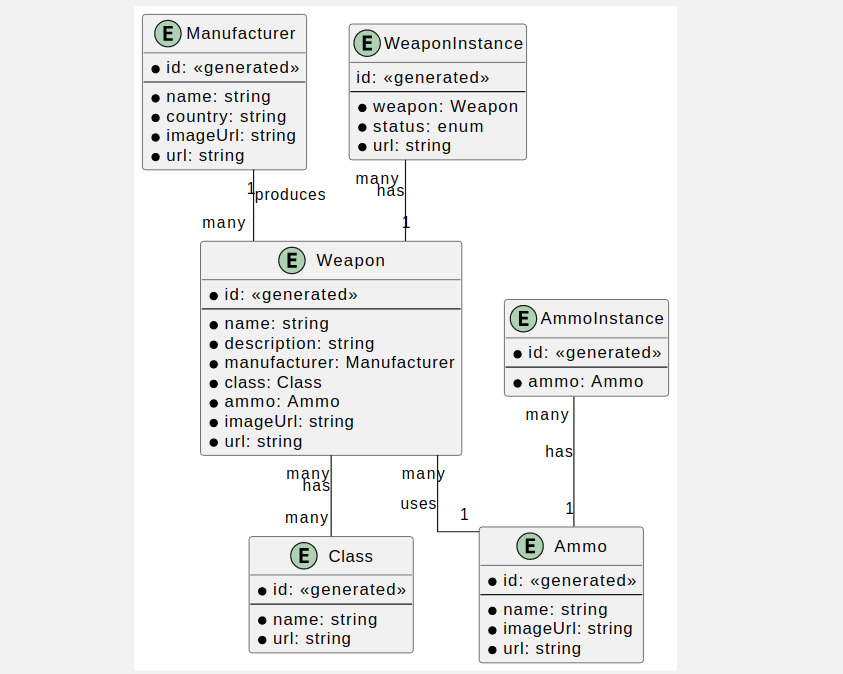 E Manufacturer
id: «generated»
name: string
country: string
imageUrl: string
url: string
E WeaponInstance
id: «generated»
weapon: Weapon
status: enum
url: string
1
produces
many
many
has
1
E Weapon
id: «generated»
name: string
description: string
manufacturer: Manufacturer
class: Class
ammo: Ammo
imageUrl: string
url: string
E AmmoInstance
id: «generated»
ammo: Ammo
many
has
many
many
uses
1
many
has
1
E Class
id: «generated»
name: string
url: string
E Ammo
id: «generated»
name: string
imageUrl: string
url: string